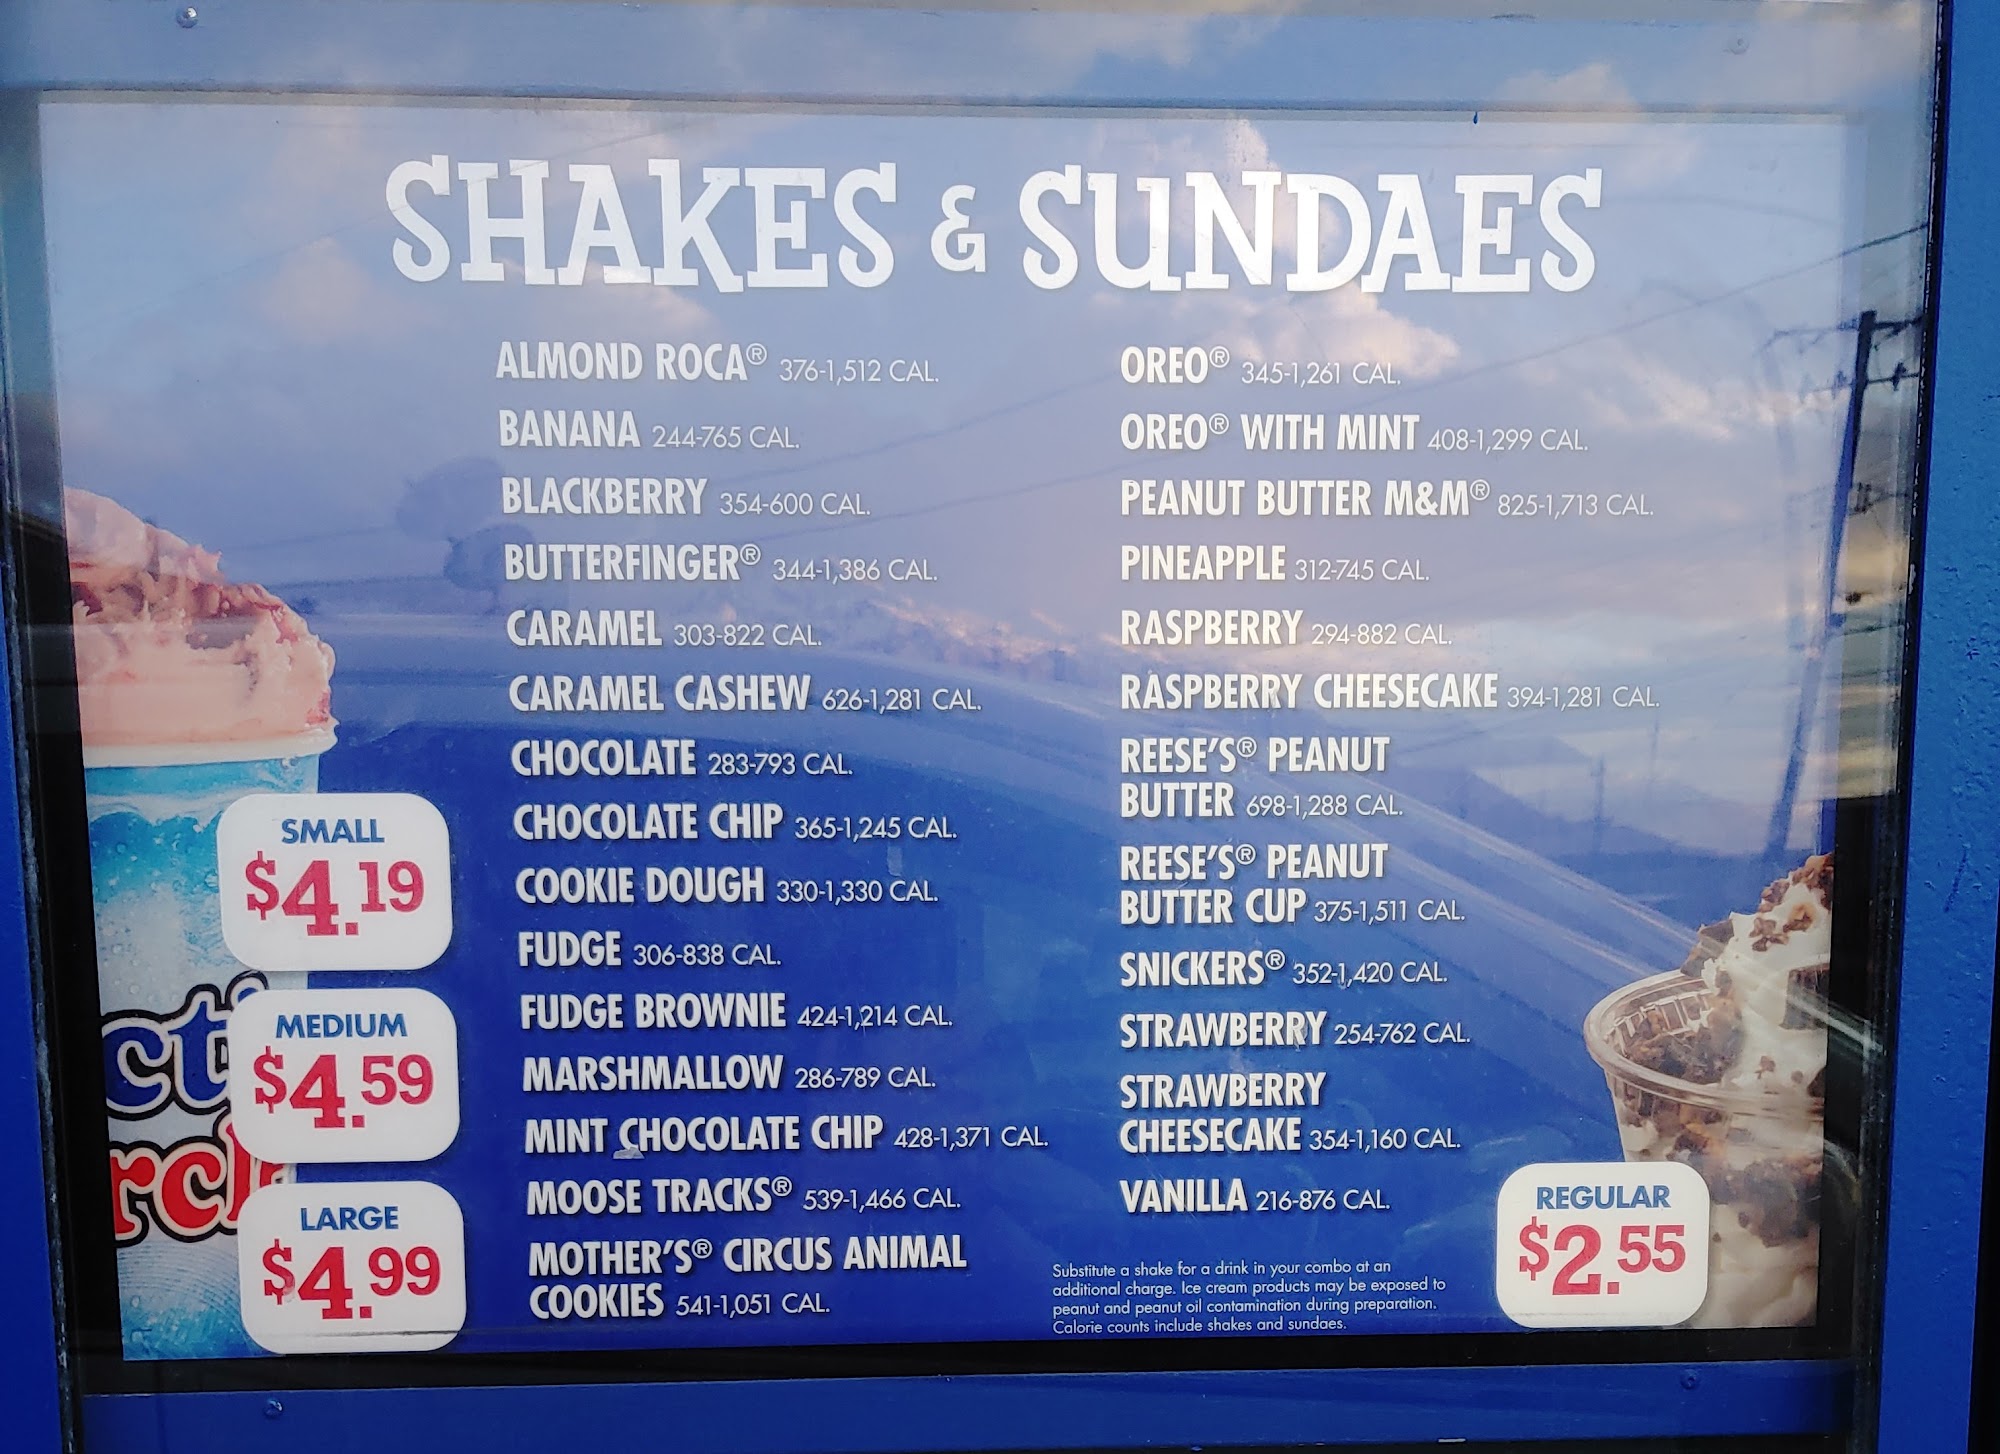 SHAKES & SUNDAES
ALMOND ROCA® 376-1,512 CAL.
BANANA 244-765 CAL.
BLACKBERRY 354-600 CAL.
BUTTERFINGER® 344-1,386 CAL.
CARAMEL 303-822 CAL.
CARAMEL CASHEW 626-1,281 CAL.
CHOCOLATE 283-793 CAL.
CHOCOLATE CHIP 365-1,245 CAL.
COOKIE DOUGH 330-1,330 CAL.
FUDGE 306-838 CAL.
FUDGE BROWNIE 424-1,214 CAL.
MARSHMALLOW 286-789 CAL.
MINT CHOCOLATE CHIP 428-1,371 CAL.
MOOSE TRACKS® 539-1,466 CAL.
MOTHER'S® CIRCUS ANIMAL
COOKIES 541-1,051 CAL.
OREO® 345-1,261 CAL.
OREO® WITH MINT 408-1,299 CAL.
PEANUT BUTTER M&M® 825-1,713 CAL.
PINEAPPLE 312-745 CAL.
RASPBERRY 294-882 CAL.
RASPBERRY CHEESECAKE 394-1,281 CAL.
REESE'S® PEANUT
BUTTER 698-1,288 CAL.
REESE'S® PEANUT
BUTTER CUP 375-1,511 CAL.
SNICKERS® 352-1,420 CAL.
STRAWBERRY 254-762 CAL.
STRAWBERRY
CHEESECAKE 354-1,160 CAL.
VANILLA 216-876 CAL.
Substitute a shake for a drink in your combo at an
additional charge. Ice cream products may be exposed to
peanut and peanut oil contamination during preparation.
Calorie counts include shakes and sundaes.
SMALL
$4.19
MEDIUM
$4.59
LARGE
$4.99
REGULAR
$2.55